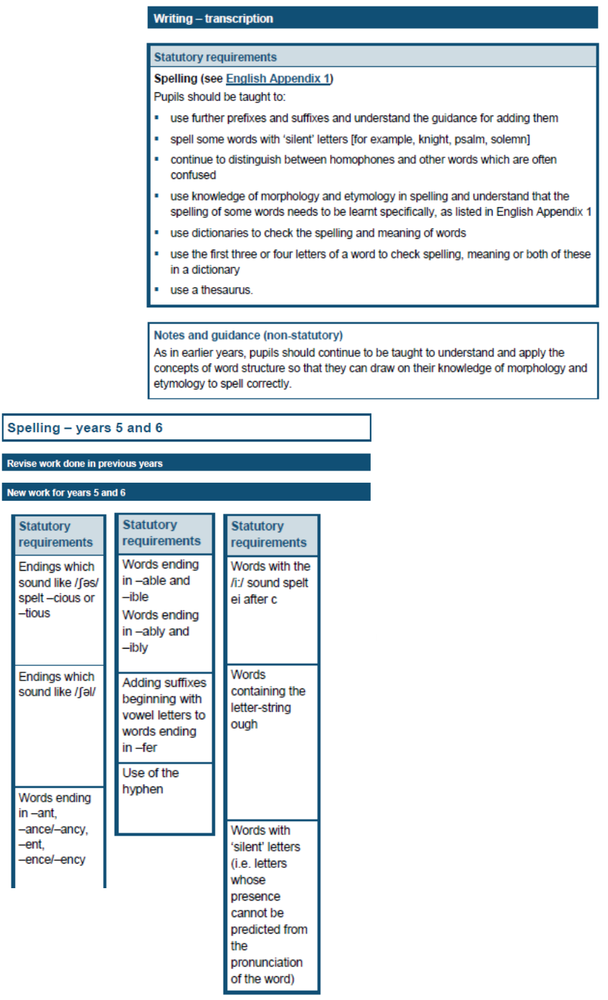 Writing – transcription
Statutory requirements
Spelling (see English Appendix 1)
Pupils should be taught to:
▪ use further prefixes and suffixes and understand the guidance for adding them
▪ spell some words with ‘silent’ letters [for example, knight, psalm, solemn]
▪ continue to distinguish between homophones and other words which are often
confused
▪ use knowledge of morphology and etymology in spelling and understand that the
spelling of some words needs to be learnt specifically, as listed in English Appendix 1
▪ use dictionaries to check the spelling and meaning of words
▪ use the first three or four letters of a word to check spelling, meaning or both of these
in a dictionary
▪ use a thesaurus.
Notes and guidance (non-statutory)
As in earlier years, pupils should continue to be taught to understand and apply the
concepts of word structure so that they can draw on their knowledge of morphology and
etymology to spell correctly.
Spelling – years 5 and 6
Revise work done in previous years
New work for years 5 and 6
Statutory
requirements
Endings which
sound like /ʃəs/
spelt –cious or
–tious
Endings which
sound like /ʃəl/
Words ending
in –ant,
–ance/–ancy,
–ent,
–ence/–ency
Statutory
requirements
Words ending
in –able and
–ible
Words ending
in –ably and
–ibly
Adding suffixes
beginning with
vowel letters to
words ending
in –fer
Use of the
hyphen
Statutory
requirements
Words with the
/i:/ sound spelt
ei after c
Words
containing the
letter-string
ough
Words with
‘silent’ letters
(i.e. letters
whose
presence
cannot be
predicted from
the
pronunciation
of the word)